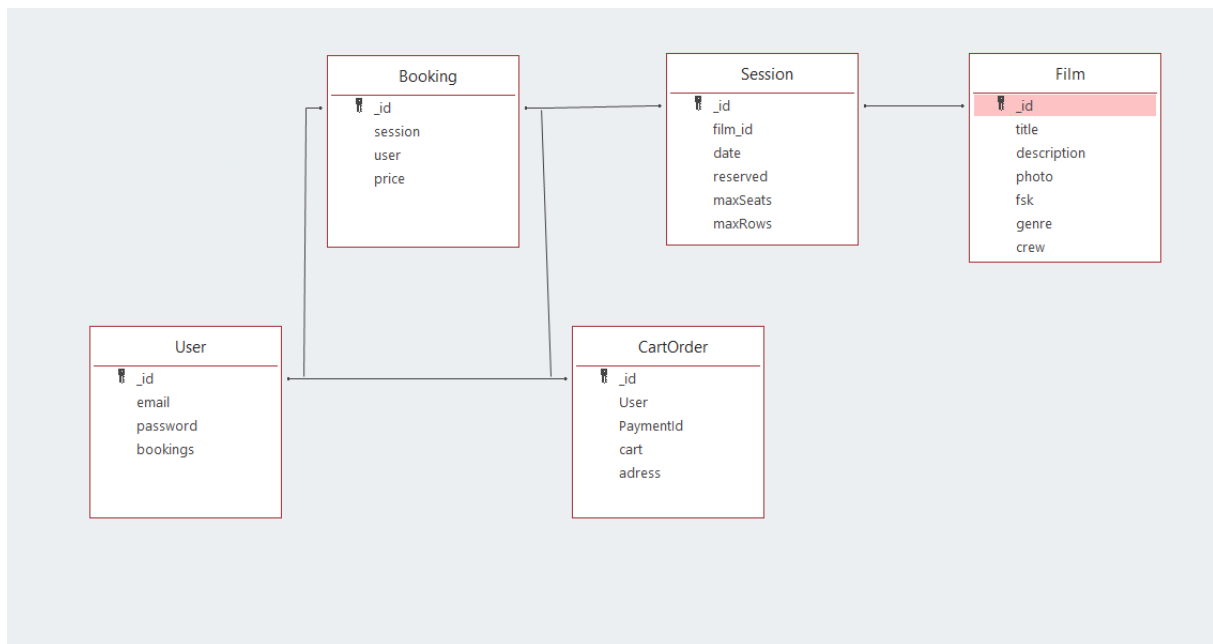 Booking
_id
session
user
price
Session
_id
film_id
date
reserved
maxSeats
maxRows
Film
_id
title
description
photo
fsk
genre
crew
User
_id
email
password
bookings
CartOrder
_id
User
PaymentId
cart
adress